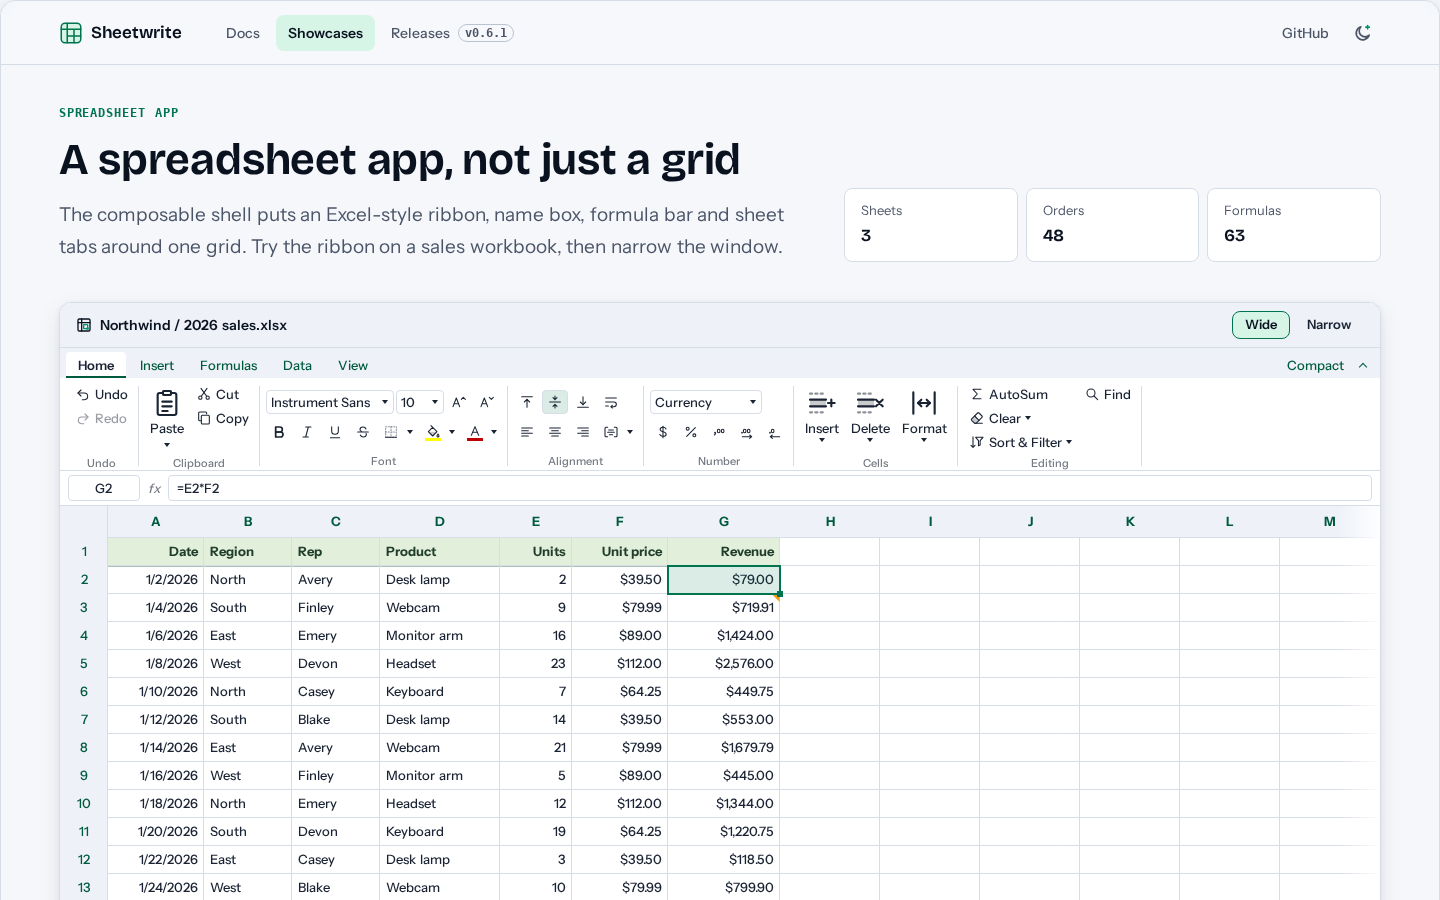 Sheetwrite Docs Showcases Releases v0.6.1 GitHub
SPREADSHEET APP
A spreadsheet app, not just a grid
The composable shell puts an Excel-style ribbon, name box, formula bar and sheet
tabs around one grid. Try the ribbon on a sales workbook, then narrow the window.
Sheets Orders Formulas
3 48 63
Northwind / 2026 sales.xlsx Wide Narrow
Home Insert Formulas Data View Compact
Undo Cut Instrument Sans 10 Currency AutoSum Find
Redo Copy Clear
Paste Insert Delete Format Sort & Filter
Undo Clipboard Font Alignment Number Cells Editing
G2 fx =E2*F2
A B C D E F G H I J K L M
1 Date Region Rep Product Units Unit price Revenue
2 1/2/2026 North Avery Desk lamp 2 $39.50 $79.00
3 1/4/2026 South Finley Webcam 9 $79.99 $719.91
4 1/6/2026 East Emery Monitor arm 16 $89.00 $1,424.00
5 1/8/2026 West Devon Headset 23 $112.00 $2,576.00
6 1/10/2026 North Casey Keyboard 7 $64.25 $449.75
7 1/12/2026 South Blake Desk lamp 14 $39.50 $553.00
8 1/14/2026 East Avery Webcam 21 $79.99 $1,679.79
9 1/16/2026 West Finley Monitor arm 5 $89.00 $445.00
10 1/18/2026 North Emery Headset 12 $112.00 $1,344.00
11 1/20/2026 South Devon Keyboard 19 $64.25 $1,220.75
12 1/22/2026 East Casey Desk lamp 3 $39.50 $118.50
13 1/24/2026 West Blake Webcam 10 $79.99 $799.90